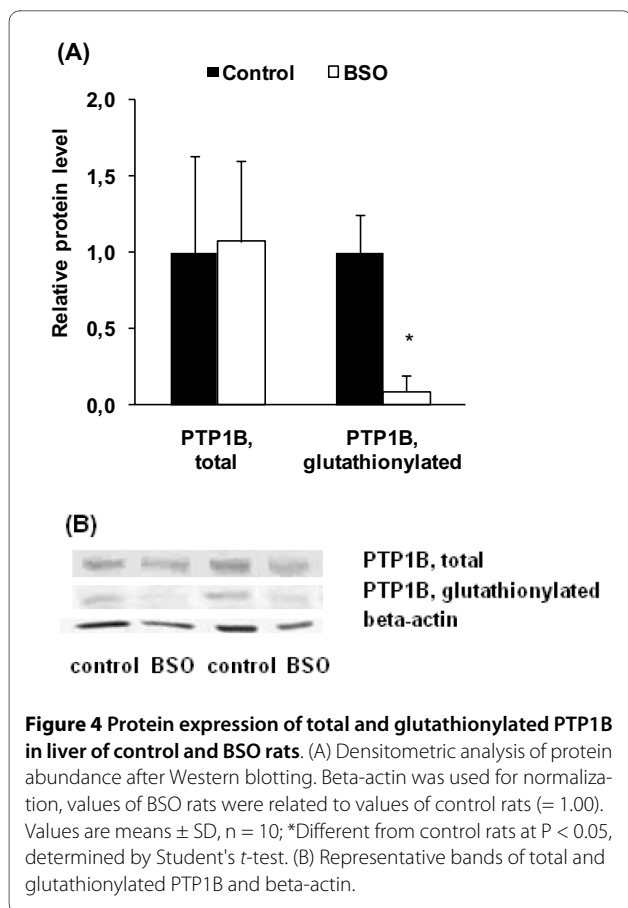 (A)
Control BSO
2,0
1,5
1,0
0,5
0,0
Relative protein level
*
PTP1B, total
PTP1B, glutathionylated
(B)
PTP1B, total
PTP1B, glutathionylated
beta-actin
control BSO control BSO
Figure 4 Protein expression of total and glutathionylated PTP1B
in liver of control and BSO rats. (A) Densitometric analysis of protein
abundance after Western blotting. Beta-actin was used for normaliza-
tion, values of BSO rats were related to values of control rats (= 1.00).
Values are means ± SD, n = 10; *Different from control rats at P < 0.05,
determined by Student's t-test. (B) Representative bands of total and
glutathionylated PTP1B and beta-actin.